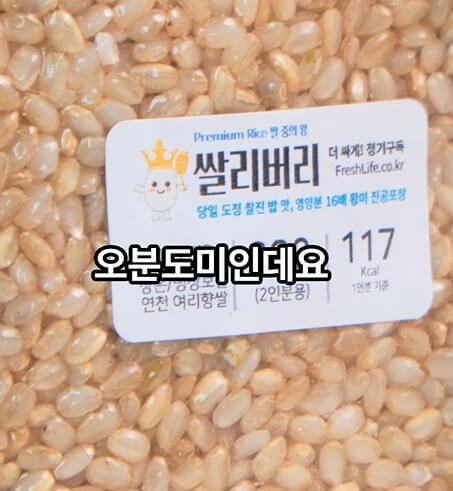 Premium Rice 쌀 중의 왕
쌀리버리
더 싸게! 정기구독
FreshLife.co.kr
당일 도정 찰진 밥 맛, 영양분 16배 황미 진공포장
오분도미인데요
연천 여리향쌀
(2인분용)
117
Kcal
1인분 기준